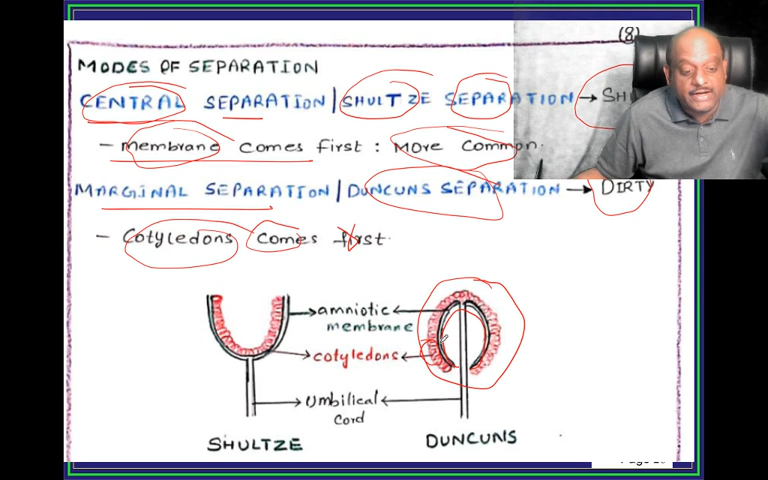 (8)
MODES OF SEPARATION
CENTRAL SEPARATION/SHULTZE SEPARATION → SH
- Membrane comes first : More Common.
MARGINAL SEPARATION/DUNCUNS SEPARATION → DIRTY
- Cotyledons comes first.
amniotic membrane
cotyledons
Umbilical cord
SHULTZE DUNCUNS